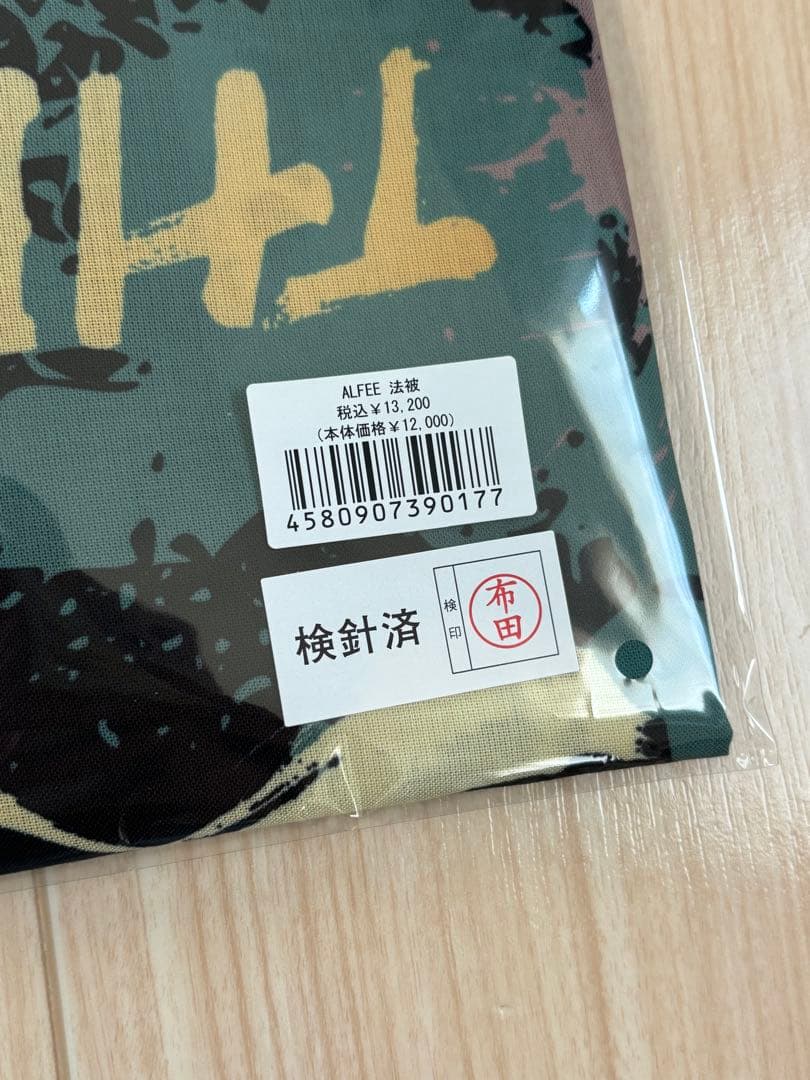 TH
ALFEE 法被
税込￥13,200
(本体価格￥12,000)
4580907390177
検針済
検印
布田